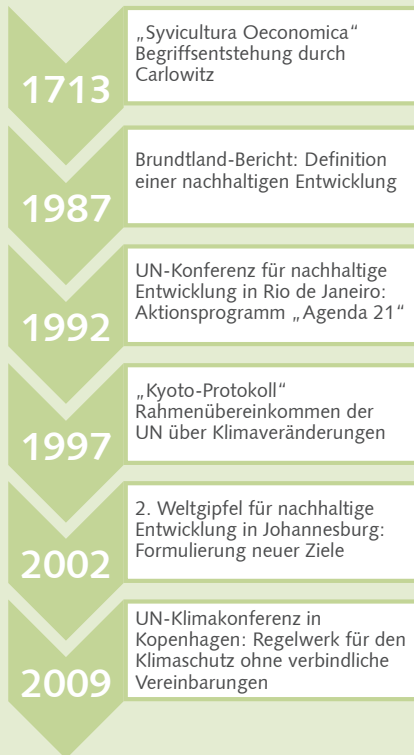 „Syvicultura Oeconomica“
Begriffsentstehung durch
Carlowitz
1713
Brundtland-Bericht: Definition
einer nachhaltigen Entwicklung
1987
UN-Konferenz für nachhaltige
Entwicklung in Rio de Janeiro:
Aktionsprogramm „Agenda 21“
1992
„Kyoto-Protokoll“
Rahmenübereinkommen der
UN über Klimaveränderungen
1997
2. Weltgipfel für nachhaltige
Entwicklung in Johannesburg:
Formulierung neuer Ziele
2002
UN-Klimakonferenz in
Kopenhagen: Regelwerk für den
Klimaschutz ohne verbindliche
Vereinbarungen
2009